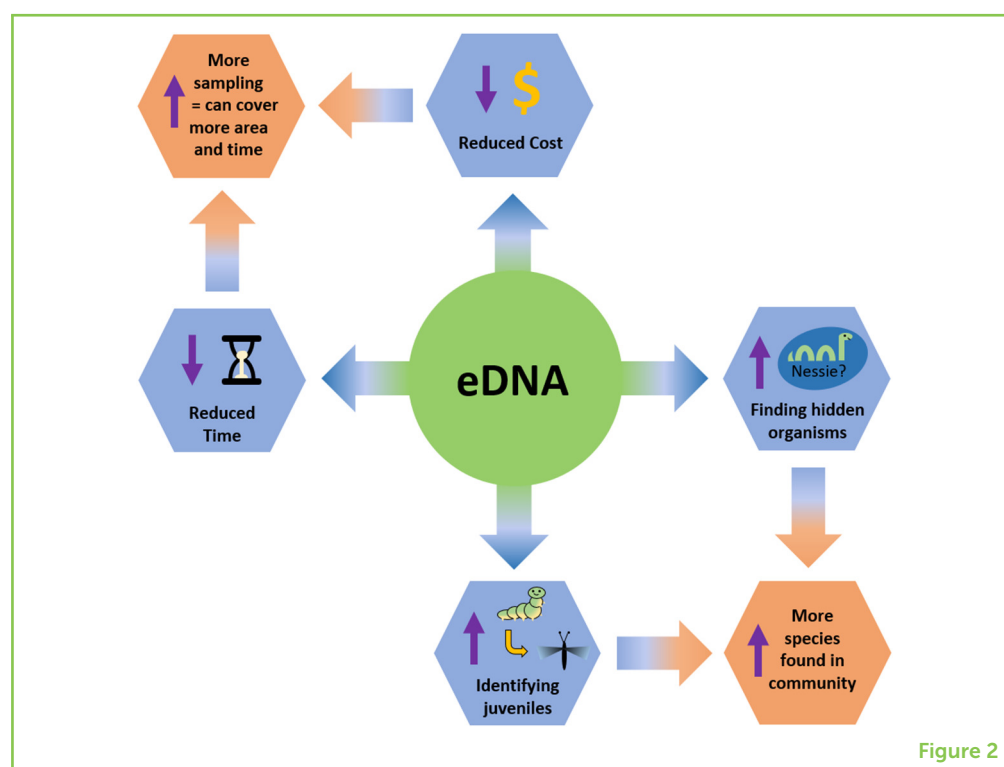 More
sampling
= can cover
more area
and time
$
Reduced Cost
eDNA
Reduced
Time
Nessie?
Finding hidden
organisms
Identifying
juveniles
More
species
found in
community
Figure 2